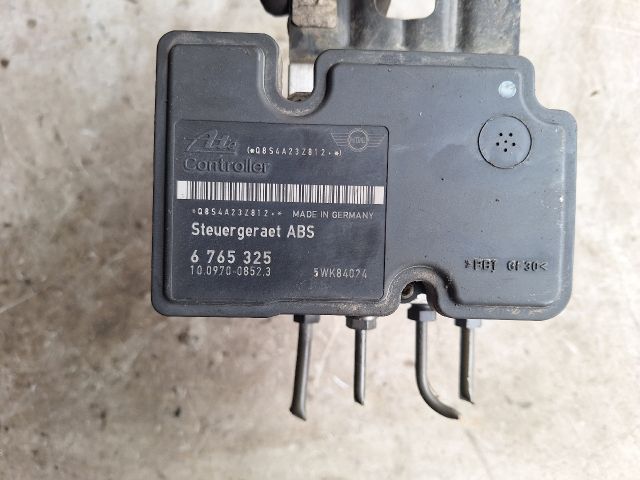 Ate
(*Q8S4A23Z812+*)
MINI
Controller
*Q8S4A23Z812+* MADE IN GERMANY
Steuergeraet ABS
6 765 325
10.0970-0852.3 5WK84024
>PBT GF30<